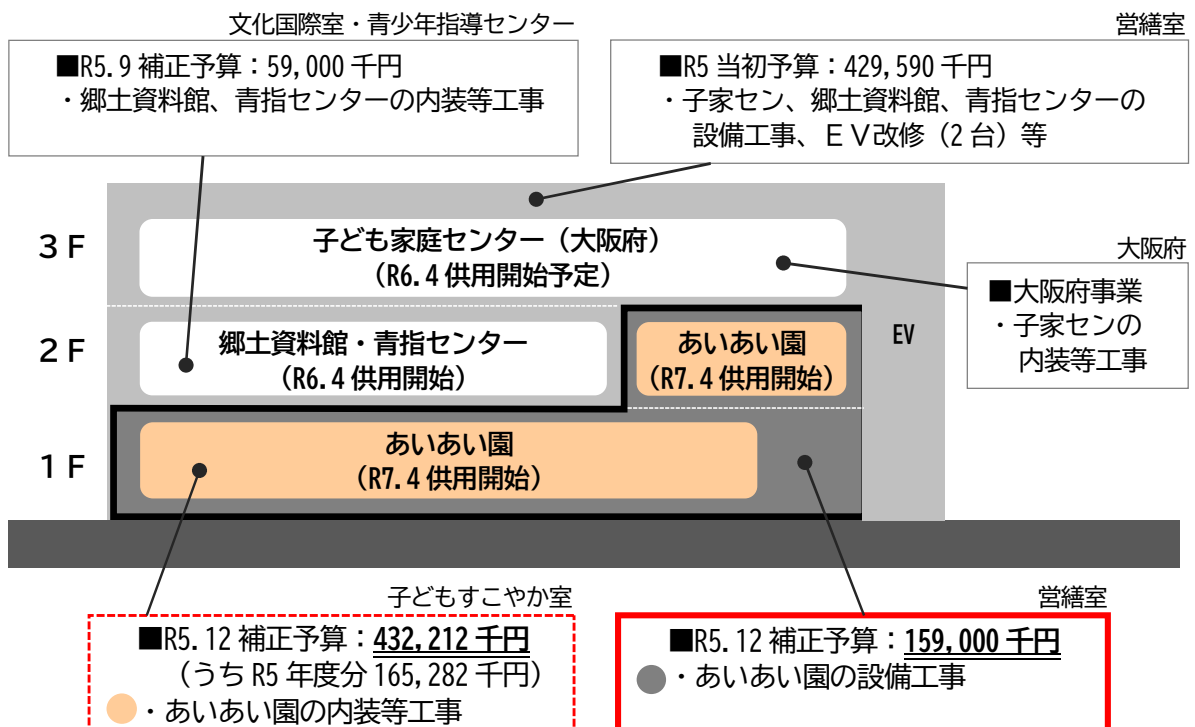 文化国際室・青少年指導センター
■R5.9 補正予算：59,000 千円
・郷土資料館、青指センターの内装等工事
営繕室
■R5 当初予算：429,590 千円
・子家セン、郷土資料館、青指センターの
設備工事、ＥＶ改修（2 台）等
３Ｆ
子ども家庭センター（大阪府）
（R6.4 供用開始予定）
大阪府
■大阪府事業
・子家センの
内装等工事
２Ｆ
郷土資料館・青指センター
（R6.4 供用開始）
あいあい園
（R7.4 供用開始）
EV
１Ｆ
あいあい園
（R7.4 供用開始）
子どもすこやか室
■R5.12 補正予算：432,212 千円
（うち R5 年度分 165,282 千円）
・あいあい園の内装等工事
営繕室
■R5.12 補正予算：159,000 千円
・あいあい園の設備工事